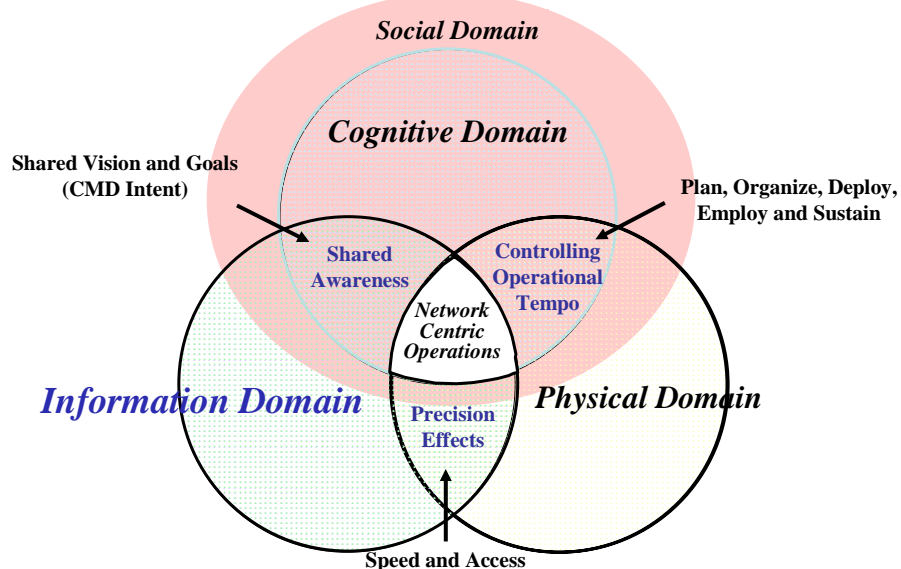 Social Domain
Cognitive Domain
Shared Vision and Goals
(CMD Intent)
Plan, Organize, Deploy,
Employ and Sustain
Shared
Awareness
Controlling
Operational
Tempo
Network
Centric
Operations
Information Domain
Physical Domain
Precision
Effects
Speed and Access